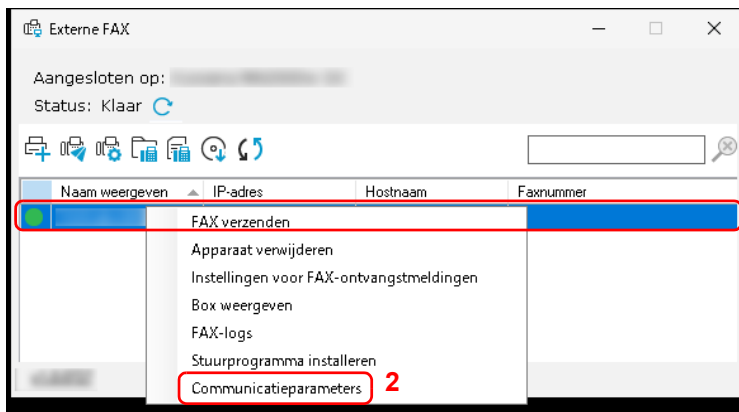 Externe FAX
Aangesloten op:
Status: Klaar
Naam weergeven IP-adres Hostnaam Faxnummer
FAX verzenden
Apparaat verwijderen
Instellingen voor FAX-ontvangstmeldingen
Box weergeven
FAX-logs
Stuurprogramma installeren
Communicatieparameters 2